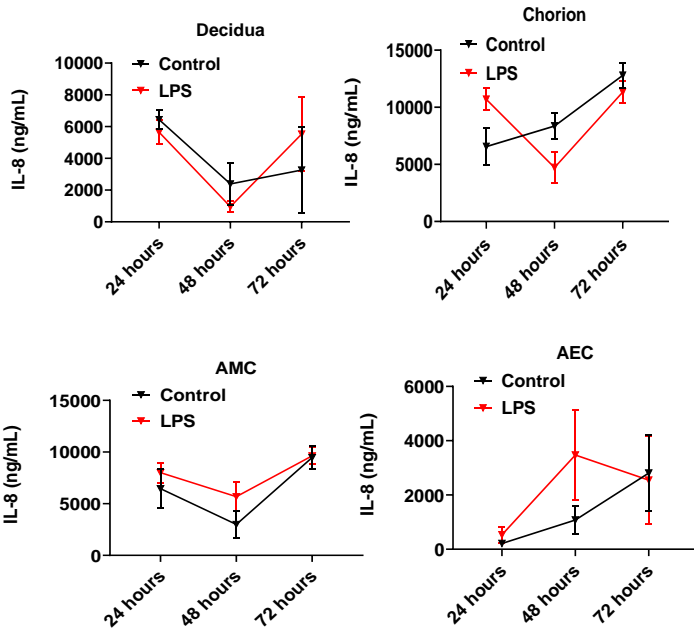 Decidua
Control
LPS
IL-8 (ng/mL)
10000
8000
6000
4000
2000
0
24 hours
48 hours
72 hours
Chorion
Control
LPS
IL-8 (ng/mL)
15000
10000
5000
0
24 hours
48 hours
72 hours
AMC
Control
LPS
IL-8 (ng/mL)
15000
10000
5000
0
24 hours
48 hours
72 hours
AEC
Control
LPS
IL-8 (ng/mL)
6000
4000
2000
0
24 hours
48 hours
72 hours